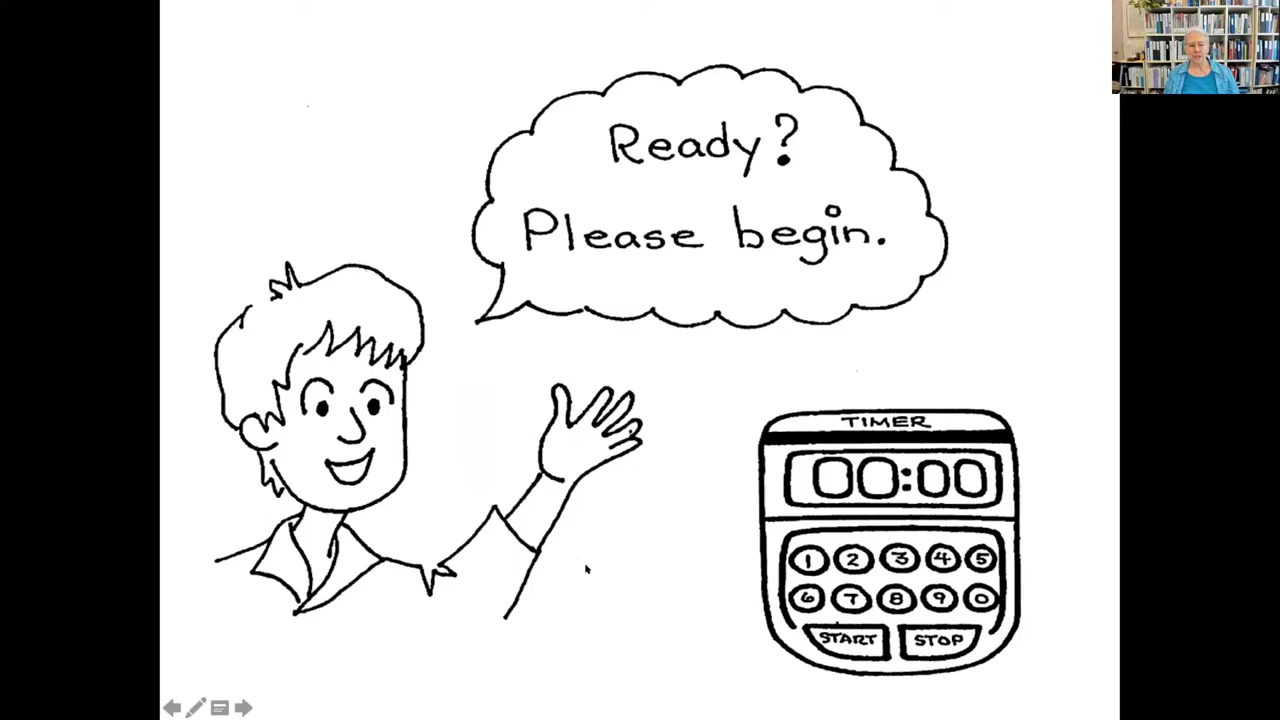 Ready?
Please begin.
TIMER
00:00
1 2 3 4 5
6 7 8 9 0
START STOP